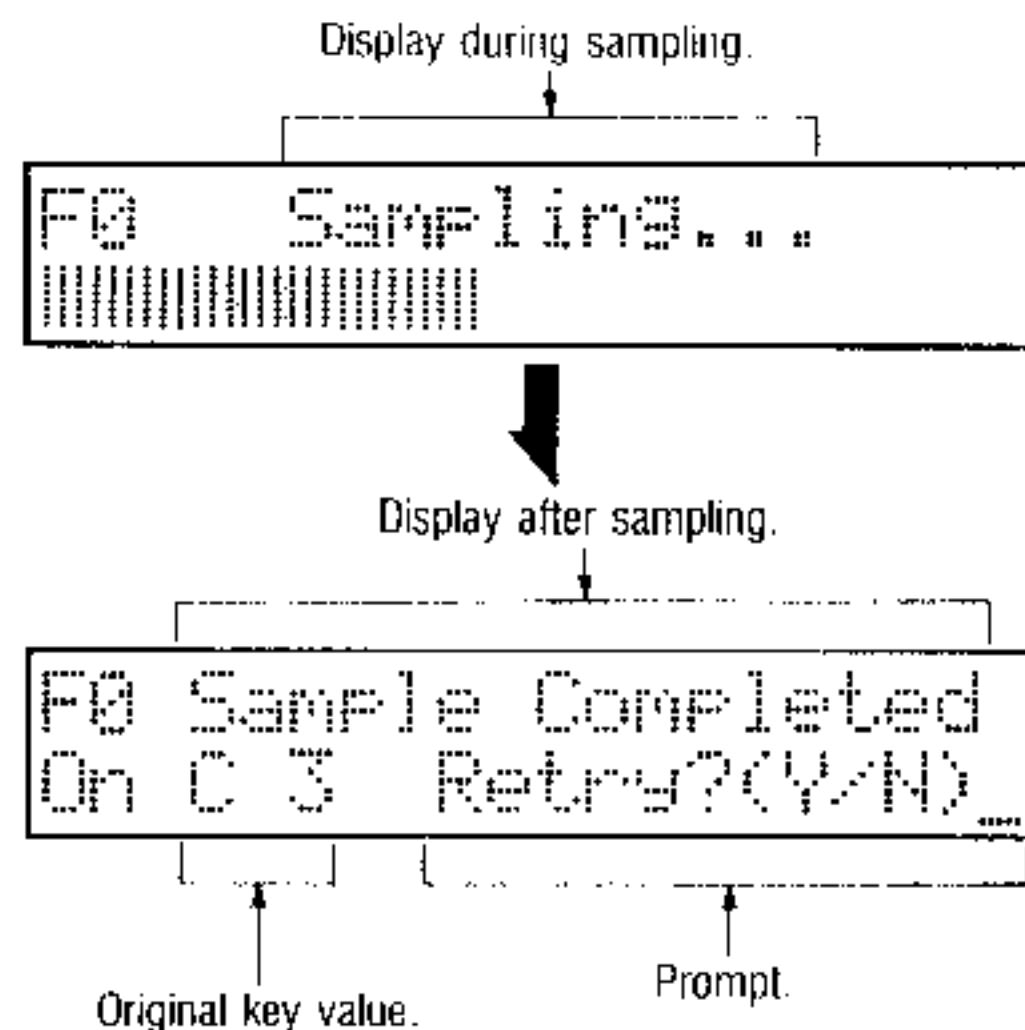 Display during sampling.
F0 Sampling...
Display after sampling.
F0 Sample Completed
On C 3 Retry?(Y/N)_
Original key value.
Prompt.